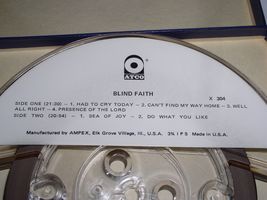 ATCO
BLIND FAITH
X 304
SIDE ONE (21:20) — 1. HAD TO CRY TODAY — 2. CAN'T FIND MY WAY HOME — 3. WELL
ALL RIGHT — 4. PRESENCE OF THE LORD
SIDE TWO (20:54) — 1. SEA OF JOY — 2. DO WHAT YOU LIKE
Manufactured by AMPEX, Elk Grove Village, Ill., U.S.A. 3¾ IPS Made in U.S.A.